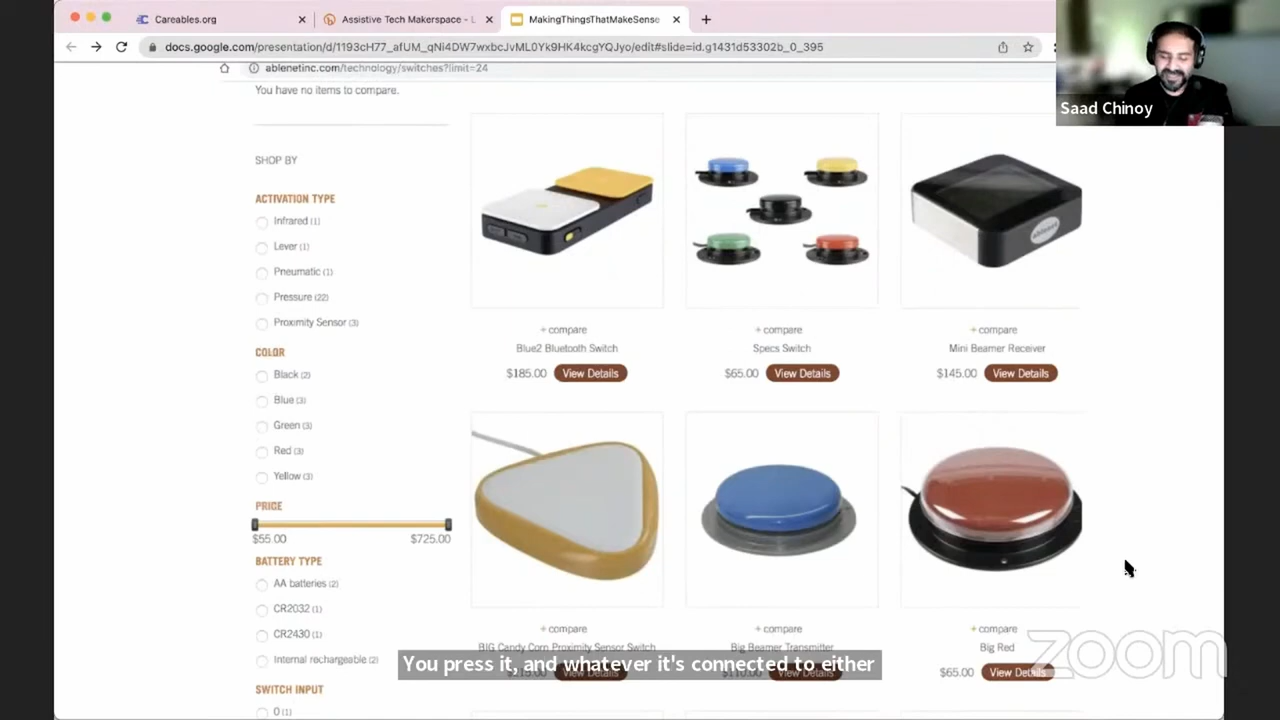 Careables.org
Assistive Tech Makerspace - L
MakingThingsThatMakeSense
docs.google.com/presentation/d/1193cH77_afUM_qNi4DW7wxbcJvML0Yk9HK4kcgYQJyo/edit#slide=id.g1431d53302b_0_395
Saad Chinoy
ablenetinc.com/technology/switches?limit=24
You have no items to compare.
SHOP BY
ACTIVATION TYPE
Infrared (1)
Lever (1)
Pneumatic (1)
Pressure (22)
Proximity Sensor (3)
COLOR
Black (2)
Blue (3)
Green (3)
Red (3)
Yellow (3)
PRICE
$55.00 $725.00
BATTERY TYPE
AA batteries (2)
CR2032 (1)
CR2430 (1)
Internal rechargeable (2)
SWITCH INPUT
0 (1)
+ compare + compare + compare
Blue2 Bluetooth Switch Specs Switch Mini Beamer Receiver
$185.00 View Details $65.00 View Details $145.00 View Details
+ compare + compare + compare
BIG Candy Corn Proximity Sensor Switch Big Beamer Transmitter Big Red
View Details View Details $65.00 View Details
You press it, and whatever it's connected to either
zoom